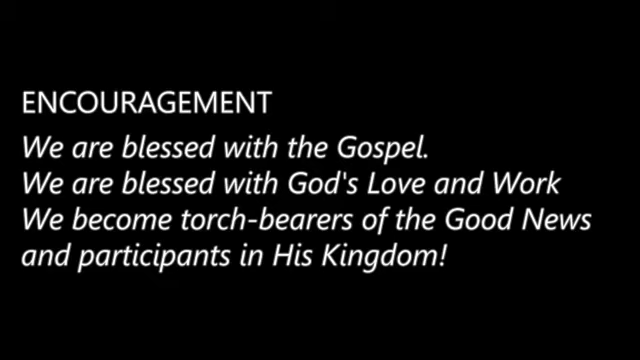 ENCOURAGEMENT
We are blessed with the Gospel.
We are blessed with God's Love and Work
We become torch-bearers of the Good News
and participants in His Kingdom!